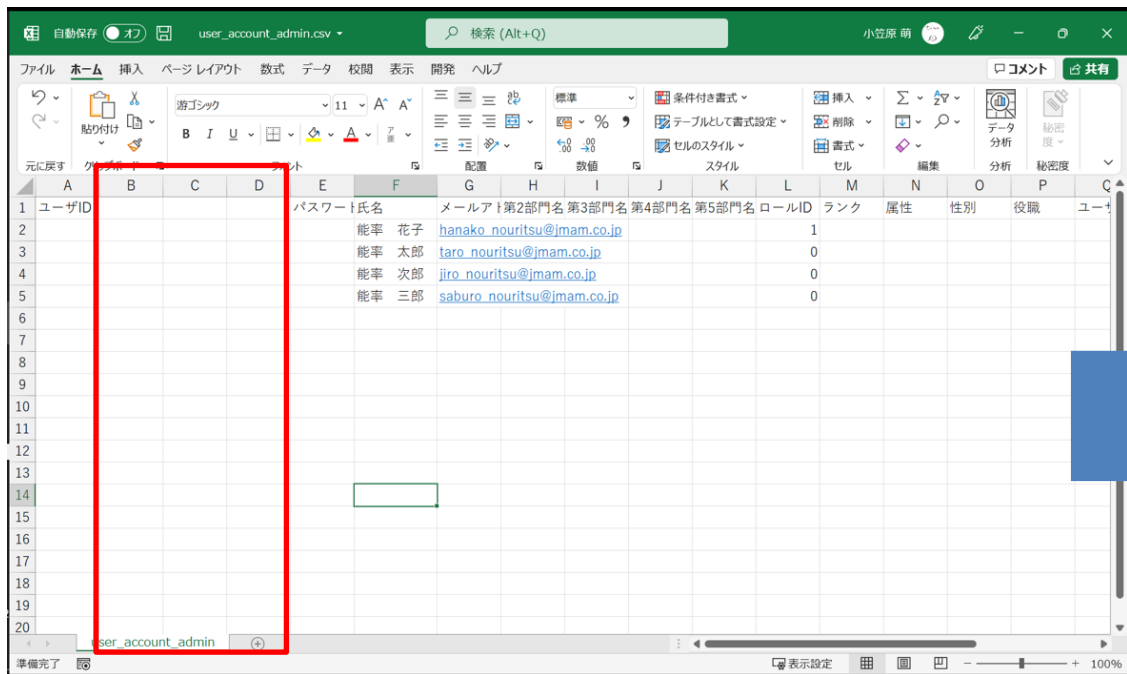 自動保存 オフ user_account_admin.csv 検索 (Alt+Q) 小笠原 萌
ファイル ホーム 挿入 ページ レイアウト 数式 データ 校閲 表示 開発 ヘルプ コメント 共有
貼り付け 游ゴシック 11 A A 標準 条件付き書式 挿入 Σ データ分析 秘密度
B I U A % テーブルとして書式設定 削除
セルのスタイル 書式
元に戻す 配置 数値 スタイル セル 編集 分析 秘密度
A B C D E F G H I J K L M N O P Q
1 ユーザID パスワー 氏名 メールアド 第2部門名 第3部門名 第4部門名 第5部門名 ロールID ランク 属性 性別 役職 ユーザ
2 能率 花子 hanako_nouritsu@jmam.co.jp 1
3 能率 太郎 taro_nouritsu@jmam.co.jp 0
4 能率 次郎 jiro_nouritsu@jmam.co.jp 0
5 能率 三郎 saburo_nouritsu@jmam.co.jp 0
6
7
8
9
10
11
12
13
14
15
16
17
18
19
20
user_account_admin
準備完了 表示設定 100%